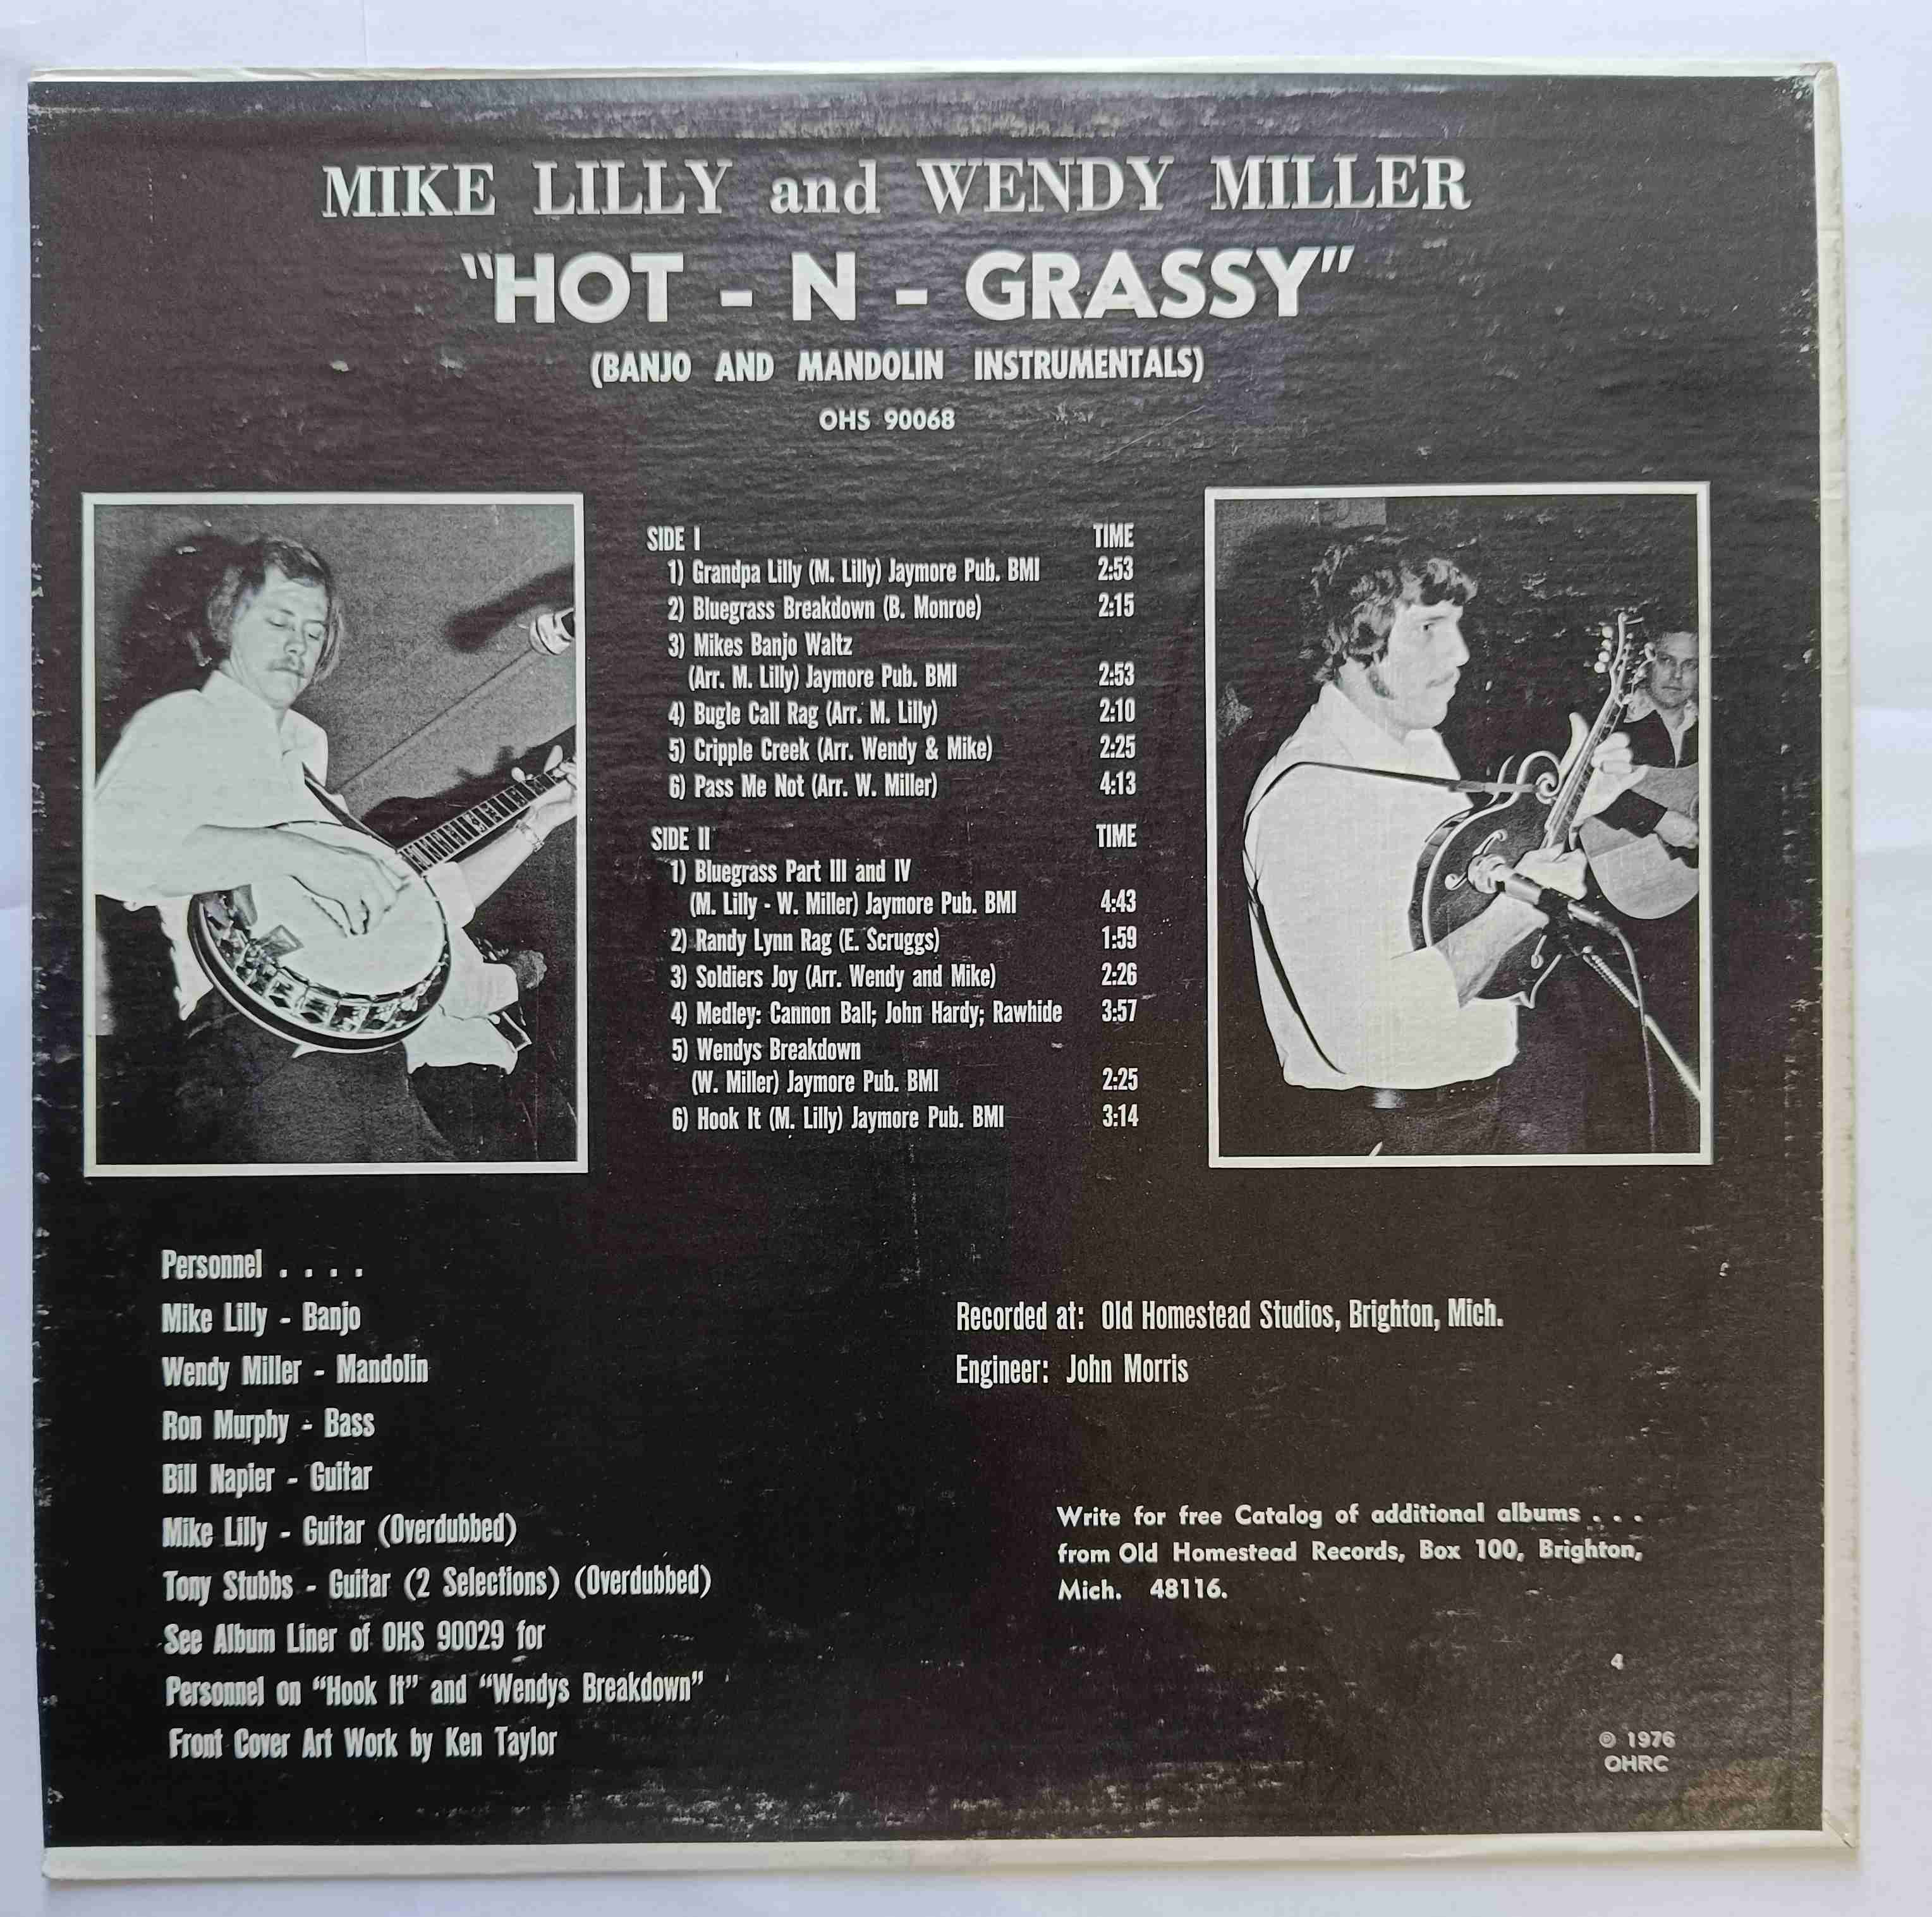 MIKE LILLY and WENDY MILLER
"HOT - N - GRASSY"
(BANJO AND MANDOLIN INSTRUMENTALS)
OHS 90068
SIDE I TIME
1) Grandpa Lilly (M. Lilly) Jaymore Pub. BMI 2:53
2) Bluegrass Breakdown (B. Monroe) 2:15
3) Mikes Banjo Waltz
(Arr. M. Lilly) Jaymore Pub. BMI 2:53
4) Bugle Call Rag (Arr. M. Lilly) 2:10
5) Cripple Creek (Arr. Wendy & Mike) 2:25
6) Pass Me Not (Arr. W. Miller) 4:13
SIDE II TIME
1) Bluegrass Part III and IV
(M. Lilly - W. Miller) Jaymore Pub. BMI 4:43
2) Randy Lynn Rag (E. Scruggs) 1:59
3) Soldiers Joy (Arr. Wendy and Mike) 2:26
4) Medley: Cannon Ball; John Hardy; Rawhide 3:57
5) Wendys Breakdown
(W. Miller) Jaymore Pub. BMI 2:25
6) Hook It (M. Lilly) Jaymore Pub. BMI 3:14
Personnel . . . .
Mike Lilly - Banjo
Wendy Miller - Mandolin
Ron Murphy - Bass
Bill Napier - Guitar
Mike Lilly - Guitar (Overdubbed)
Tony Stubbs - Guitar (2 Selections) (Overdubbed)
See Album Liner of OHS 90029 for
Personnel on "Hook It" and "Wendys Breakdown"
Front Cover Art Work by Ken Taylor
Recorded at: Old Homestead Studios, Brighton, Mich.
Engineer: John Morris
Write for free Catalog of additional albums . . .
from Old Homestead Records, Box 100, Brighton,
Mich. 48116.
4
℗ 1976
OHRC